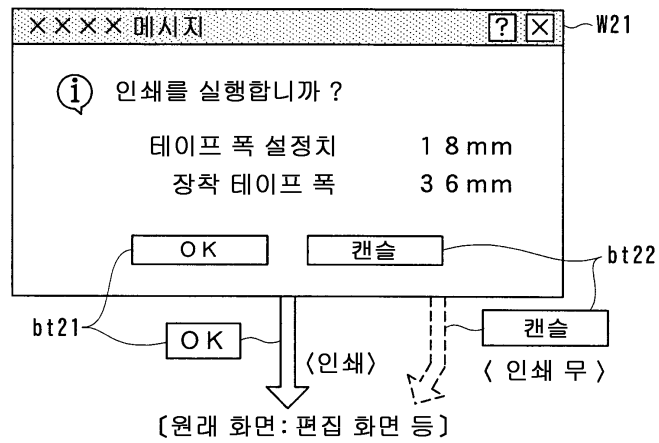 ×××× 메시지 ? × W21
i 인쇄를 실행합니까 ?
테이프 폭 설정치 18mm
장착 테이프 폭 36mm
OK 캔슬 bt22
bt21 OK 캔슬
〈인쇄〉 〈 인쇄 무 〉
〔원래 화면: 편집 화면 등〕